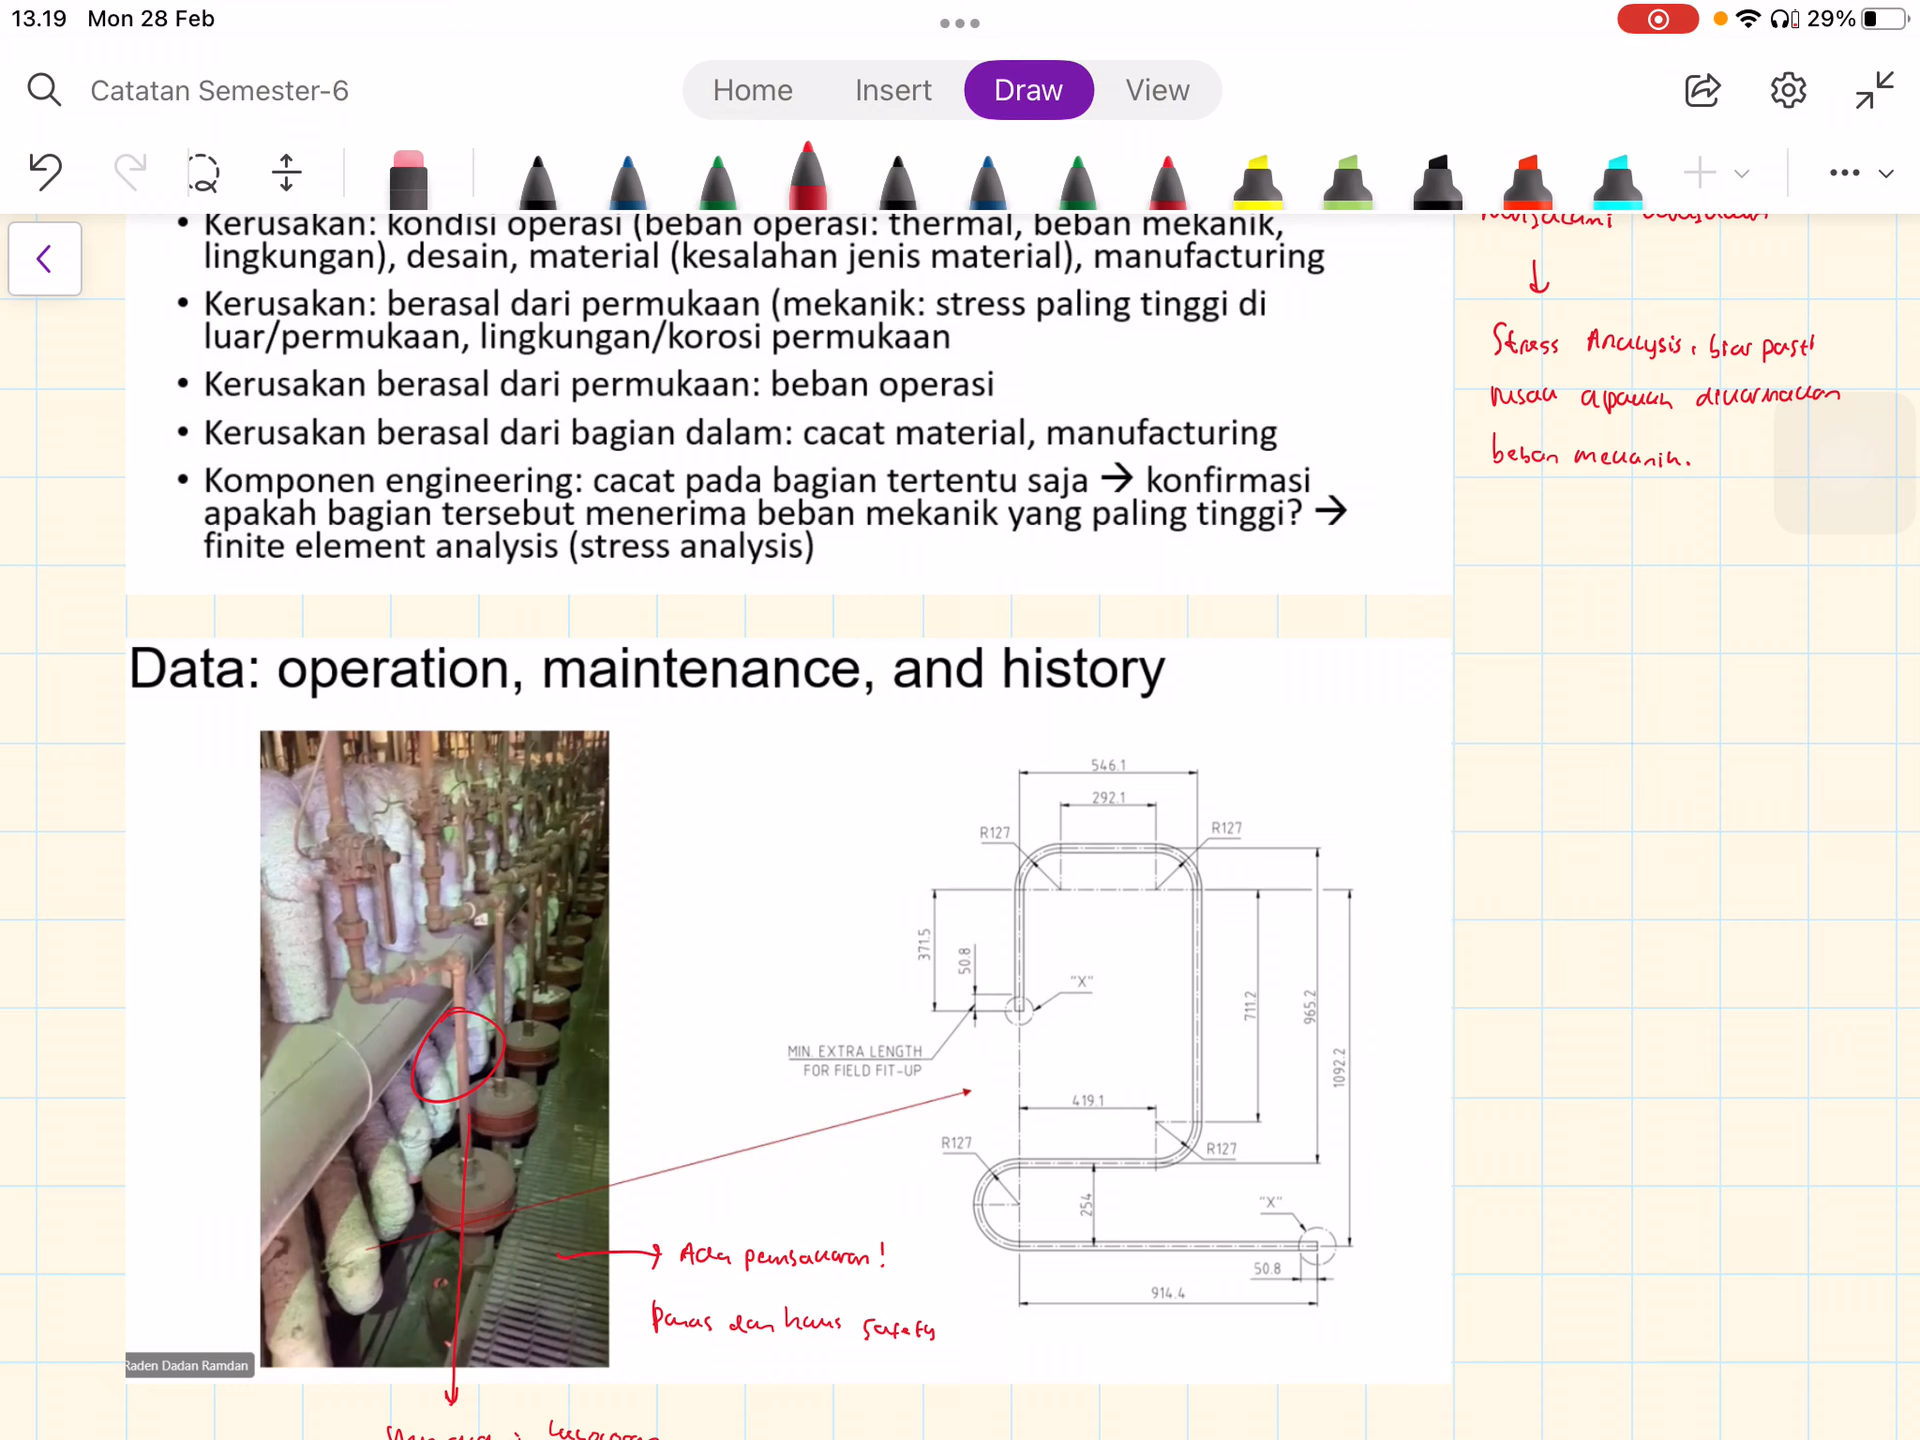 13.19 Mon 28 Feb
29%
Catatan Semester-6
Home Insert Draw View
• Kerusakan: kondisi operasi (beban operasi: thermal, beban mekanik,
lingkungan), desain, material (kesalahan jenis material), manufacturing
• Kerusakan: berasal dari permukaan (mekanik: stress paling tinggi di
luar/permukaan, lingkungan/korosi permukaan
• Kerusakan berasal dari permukaan: beban operasi
• Kerusakan berasal dari bagian dalam: cacat material, manufacturing
• Komponen engineering: cacat pada bagian tertentu saja → konfirmasi
apakah bagian tersebut menerima beban mekanik yang paling tinggi? →
finite element analysis (stress analysis)
↓
Stress Analysis, biar pasti
rusak apakah dikarnakan
beban mekanik.
Data: operation, maintenance, and history
546.1
292.1
R127
R127
371.5
50.8
"X"
711.2
965.2
1092.2
MIN. EXTRA LENGTH
FOR FIELD FIT-UP
419.1
R127
R127
254
"X"
50.8
914.4
→ Ada pembakaran!
Panas dan harus safety
Raden Dadan Ramdan